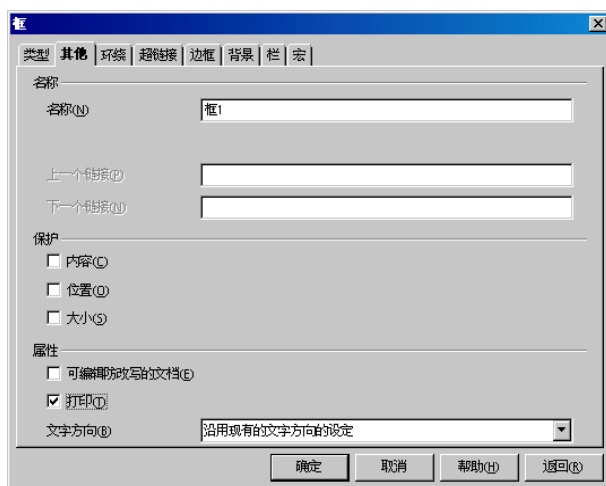 框
类型 其他 环绕 超链接 边框 背景 栏 宏
名称
名称(N) 框1
上一个链接(P)
下一个链接(N)
保护
内容(C)
位置(O)
大小(S)
属性
可编辑防改写的文档(E)
打印(T)
文字方向(B) 沿用现有的文字方向的设定
确定 取消 帮助(H) 返回(R)